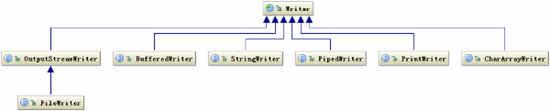 Writer
OutputStreamWriter BufferedWriter StringWriter PipedWriter PrintWriter CharArrayWriter
FileWriter